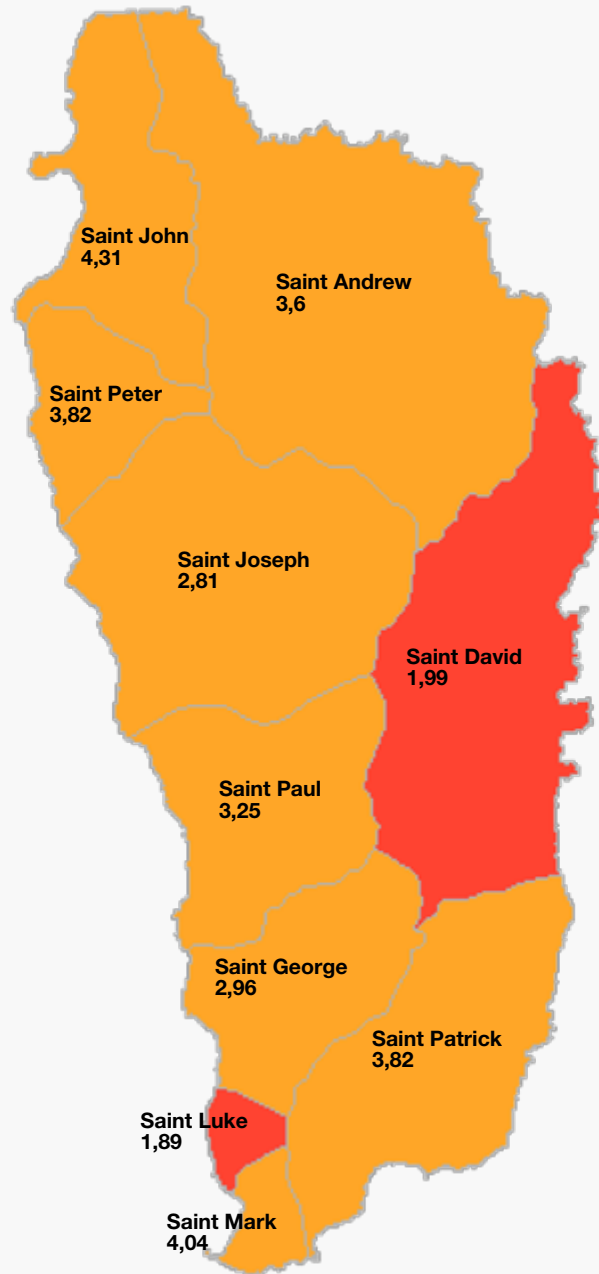 Saint John
4,31
Saint Andrew
3,6
Saint Peter
3,82
Saint Joseph
2,81
Saint David
1,99
Saint Paul
3,25
Saint George
2,96
Saint Patrick
3,82
Saint Luke
1,89
Saint Mark
4,04